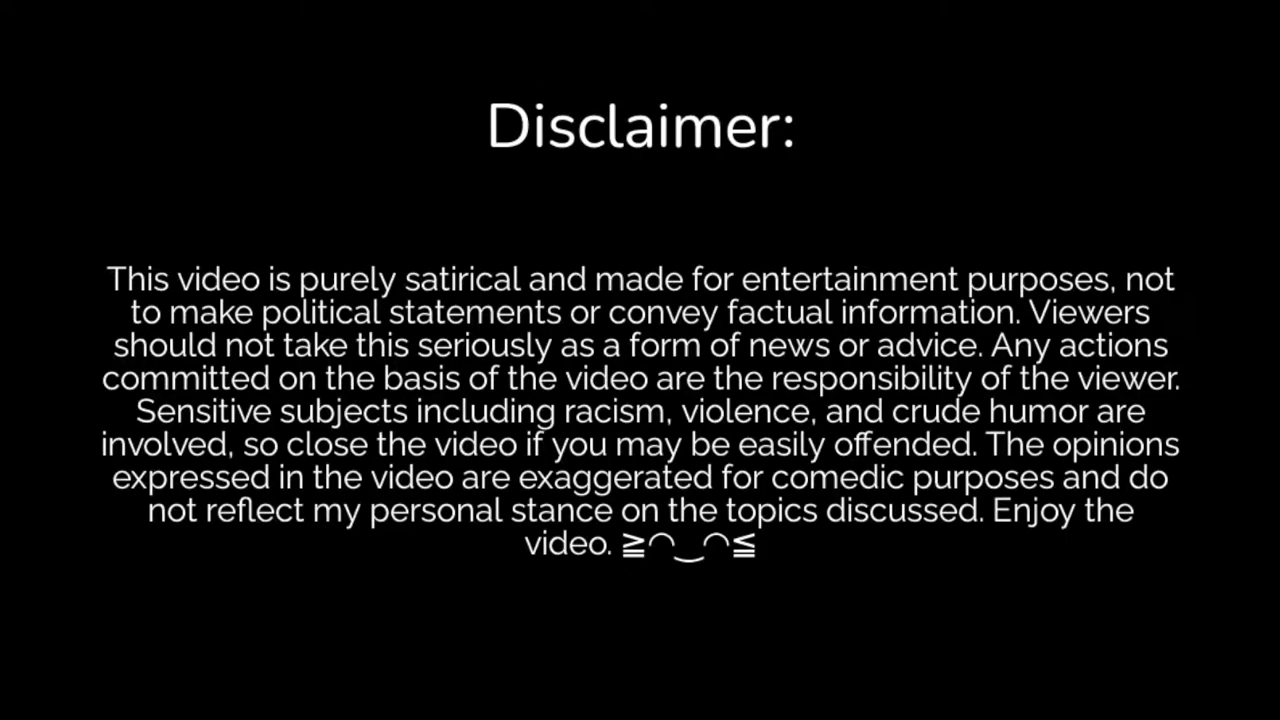 Disclaimer:
This video is purely satirical and made for entertainment purposes, not
to make political statements or convey factual information. Viewers
should not take this seriously as a form of news or advice. Any actions
committed on the basis of the video are the responsibility of the viewer.
Sensitive subjects including racism, violence, and crude humor are
involved, so close the video if you may be easily offended. The opinions
expressed in the video are exaggerated for comedic purposes and do
not reflect my personal stance on the topics discussed. Enjoy the
video. ≧◠‿◠≦